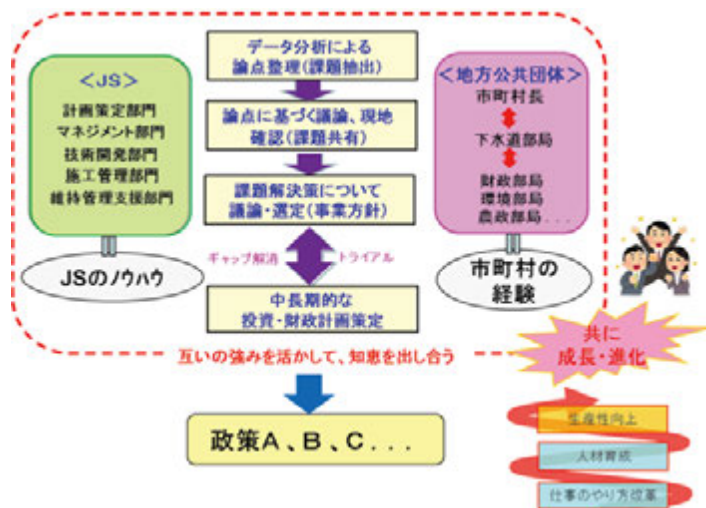 データ分析による
論点整理(課題抽出)
論点に基づく議論、現地
確認(課題共有)
課題解決策について
議論・選定(事業方針)
ギャップ解消
トライアル
中長期的な
投資・財政計画策定
<JS>
計画策定部門
マネジメント部門
技術開発部門
施工管理部門
維持管理支援部門
JSのノウハウ
<地方公共団体>
市町村長
下水道部局
財政部局
環境部局
農政部局...
市町村の
経験
互いの強みを活かして、知恵を出し合う
共に
成長・進化
政策A、B、C...
生産性向上
人材育成
仕事のやり方改革